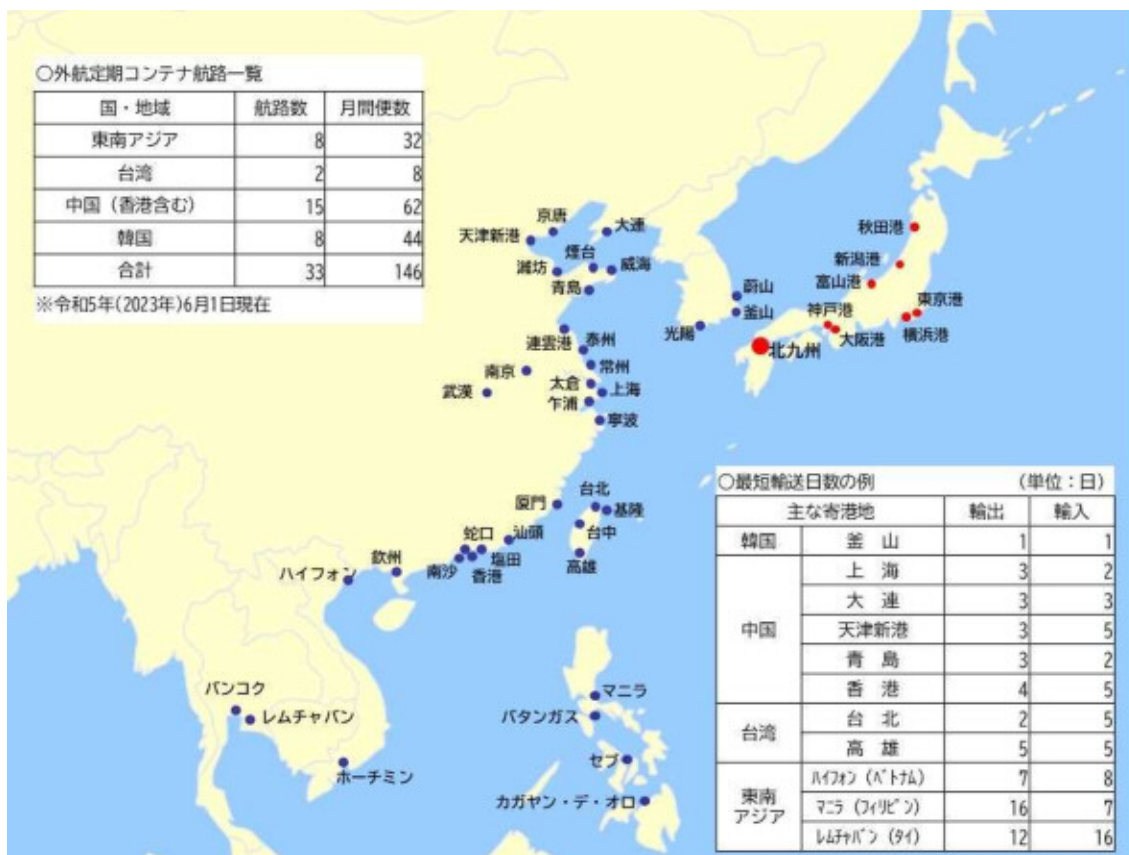 ○外航定期コンテナ航路一覧
国・地域 航路数 月間便数
東南アジア 8 32
台湾 2 8
中国(香港含む) 15 62
韓国 8 44
合計 33 146
※令和5年(2023年)6月1日現在
京唐
大連
天津新港
煙台
威海
濰坊
青島
連雲港
泰州
常州
南京
太倉
上海
武漢
乍浦
寧波
蔚山
釜山
光陽
秋田港
新潟港
富山港
東京港
神戸港
大阪港
横浜港
北九州
厦門
台北
基隆
台中
高雄
汕頭
蛇口
塩田
南沙
香港
欽州
ハイフォン
バンコク
レムチャバン
ホーチミン
マニラ
バタンガス
セブ
カガヤン・デ・オロ
○最短輸送日数の例 (単位:日)
主な寄港地 輸出 輸入
韓国 釜山 1 1
中国 上海 3 2
大連 3 3
天津新港 3 5
青島 3 2
香港 4 5
台湾 台北 2 5
高雄 5 5
東南アジア ハイフォン(ベトナム) 7 8
マニラ(フィリピン) 16 7
レムチャバン(タイ) 12 16